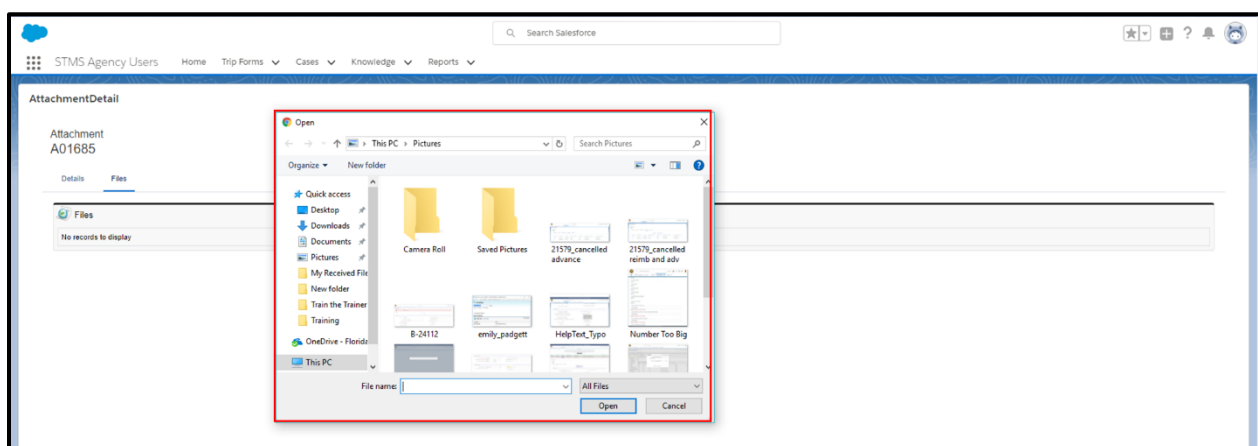 Search Salesforce
STMS Agency Users Home Trip Forms Cases Knowledge Reports
AttachmentDetail
Attachment
A01685
Details Files
Files
No records to display
Open
This PC > Pictures
Search Pictures
Organize New folder
Quick access
Desktop
Downloads
Documents
Pictures
My Received File
New folder
Train the Trainer
Training
OneDrive - Florida
This PC
Camera Roll
Saved Pictures
21579_cancelled
advance
21579_cancelled
reimb and adv
B-24112
emily_padgett
HelpText_Typo
Number Too Big
File name:
All Files
Open Cancel